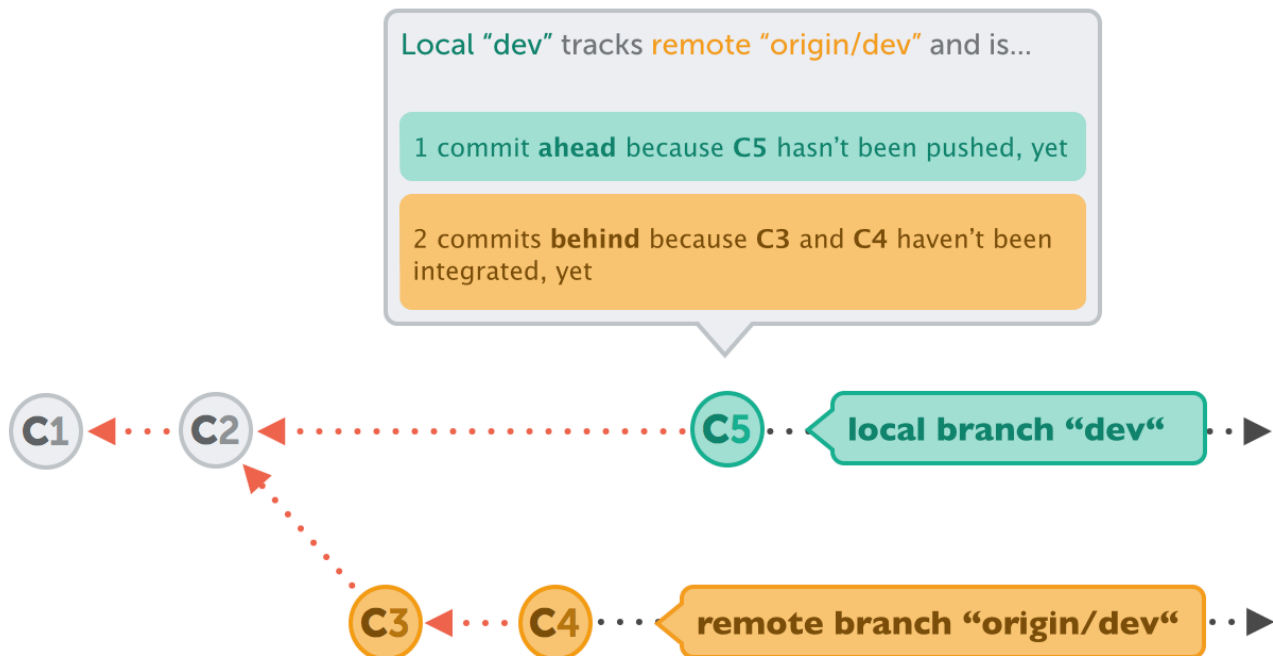 Local “dev” tracks remote “origin/dev” and is...
1 commit ahead because C5 hasn’t been pushed, yet
2 commits behind because C3 and C4 haven’t been
integrated, yet
C1
C2
C5
local branch “dev“
C3
C4
remote branch “origin/dev“